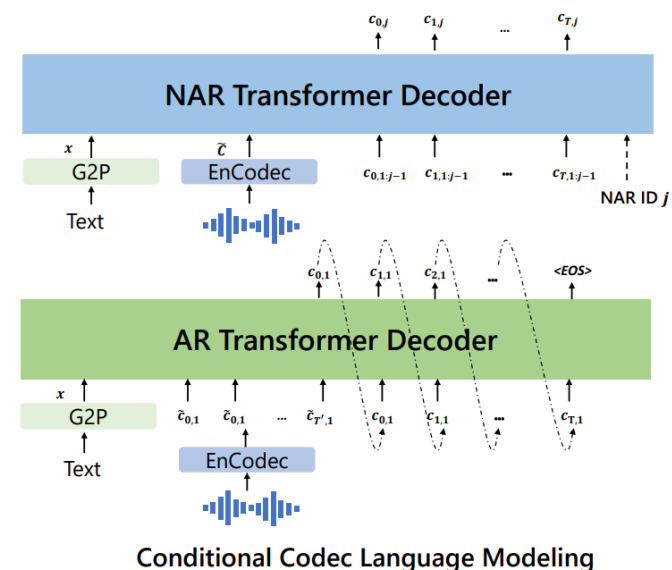 c0,j c1,j ... cT,j
NAR Transformer Decoder
x C̃
G2P EnCodec c0,1:j−1 c1,1:j−1 ... cT,1:j−1
Text NAR ID j
c0,1 c1,1 c2,1 ... <EOS>
AR Transformer Decoder
x
G2P c̃0,1 c̃0,1 ... c̃T′,1 c0,1 c1,1 ... cT,1
Text EnCodec
Conditional Codec Language Modeling